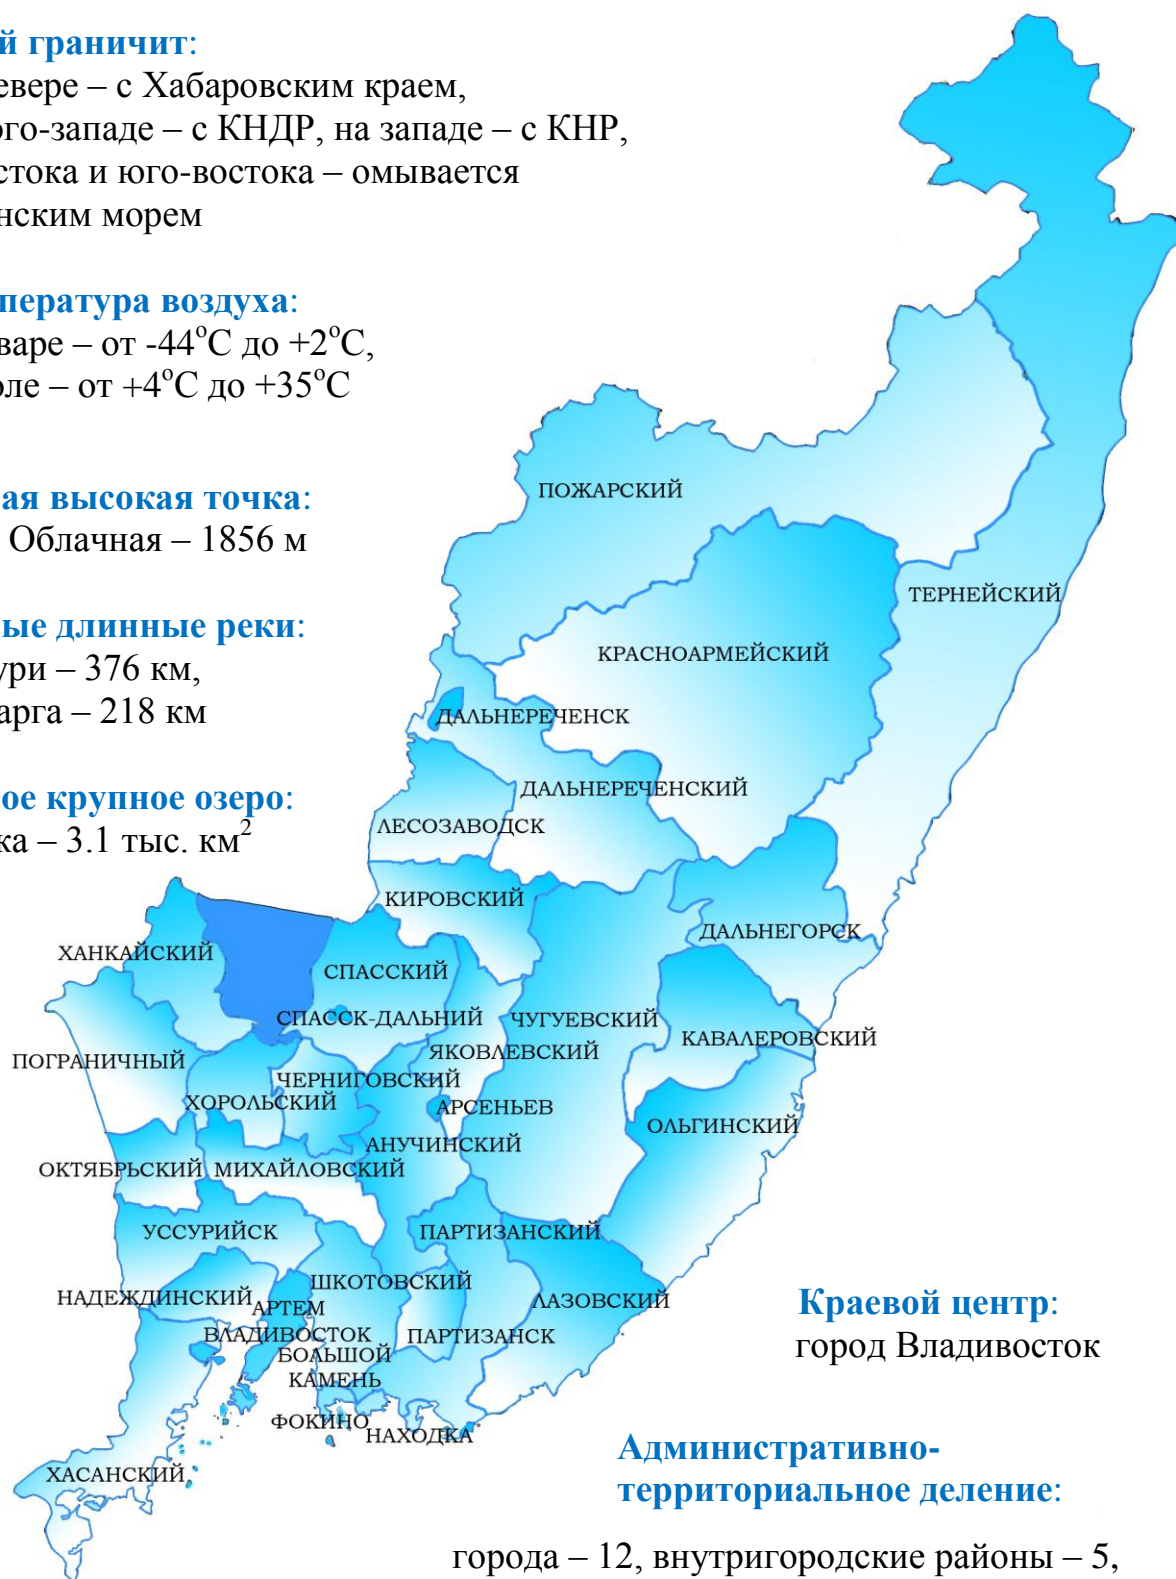 й граничит:
евере – с Хабаровским краем,
ого-западе – с КНДР, на западе – с КНР,
стока и юго-востока – омывается
нским морем
пература воздуха:
варе – от -44°С до +2°С,
оле – от +4°С до +35°С
ая высокая точка:
Облачная – 1856 м
ые длинные реки:
ури – 376 км,
арга – 218 км
ое крупное озеро:
ка – 3.1 тыс. км²
ПОЖАРСКИЙ
ТЕРНЕЙСКИЙ
КРАСНОАРМЕЙСКИЙ
ДАЛЬНЕРЕЧЕНСК
ДАЛЬНЕРЕЧЕНСКИЙ
ЛЕСОЗАВОДСК
КИРОВСКИЙ
ДАЛЬНЕГОРСК
ХАНКАЙСКИЙ
СПАССКИЙ
СПАССК-ДАЛЬНИЙ
ЧУГУЕВСКИЙ
КАВАЛЕРОВСКИЙ
ПОГРАНИЧНЫЙ
ЯКОВЛЕВСКИЙ
ЧЕРНИГОВСКИЙ
ХОРОЛЬСКИЙ
АРСЕНЬЕВ
ОЛЬГИНСКИЙ
АНУЧИНСКИЙ
ОКТЯБРЬСКИЙ
МИХАЙЛОВСКИЙ
УССУРИЙСК
ПАРТИЗАНСКИЙ
ШКОТОВСКИЙ
НАДЕЖДИНСКИЙ
АРТЕМ
ЛАЗОВСКИЙ
ВЛАДИВОСТОК
ПАРТИЗАНСК
БОЛЬШОЙ
КАМЕНЬ
ФОКИНО
НАХОДКА
ХАСАНСКИЙ
Краевой центр:
город Владивосток
Административно-
территориальное деление:
города – 12, внутригородские районы – 5,